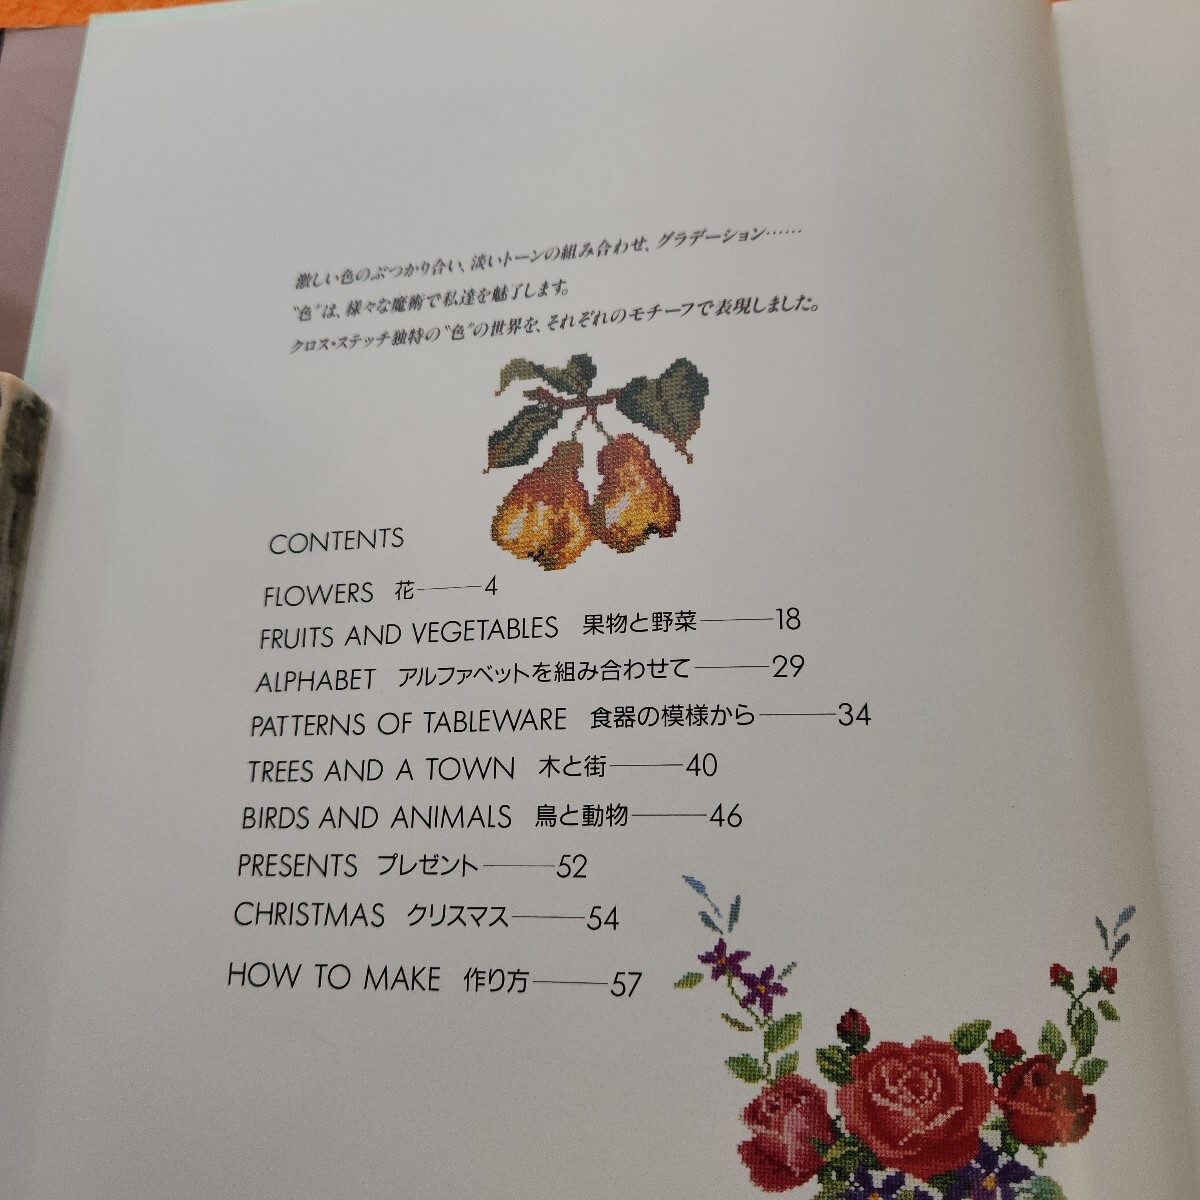 激しい色のぶつかり合い、淡いトーンの組み合わせ、グラデーション……
“色”は、様々な魔術で私達を魅了します。
クロス・ステッチ独特の“色”の世界を、それぞれのモチーフで表現しました。
CONTENTS
FLOWERS 花――4
FRUITS AND VEGETABLES 果物と野菜――18
ALPHABET アルファベットを組み合わせて――29
PATTERNS OF TABLEWARE 食器の模様から――34
TREES AND A TOWN 木と街――40
BIRDS AND ANIMALS 鳥と動物――46
PRESENTS プレゼント――52
CHRISTMAS クリスマス――54
HOW TO MAKE 作り方――57